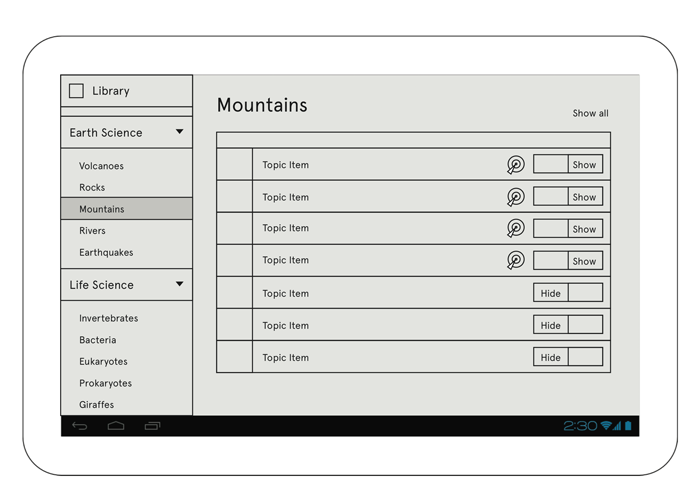 Library
Earth Science
Volcanoes
Rocks
Mountains
Rivers
Earthquakes
Life Science
Invertebrates
Bacteria
Eukaryotes
Prokaryotes
Giraffes
Mountains
Show all
Topic Item Show
Topic Item Show
Topic Item Show
Topic Item Show
Topic Item Hide
Topic Item Hide
Topic Item Hide
2:30